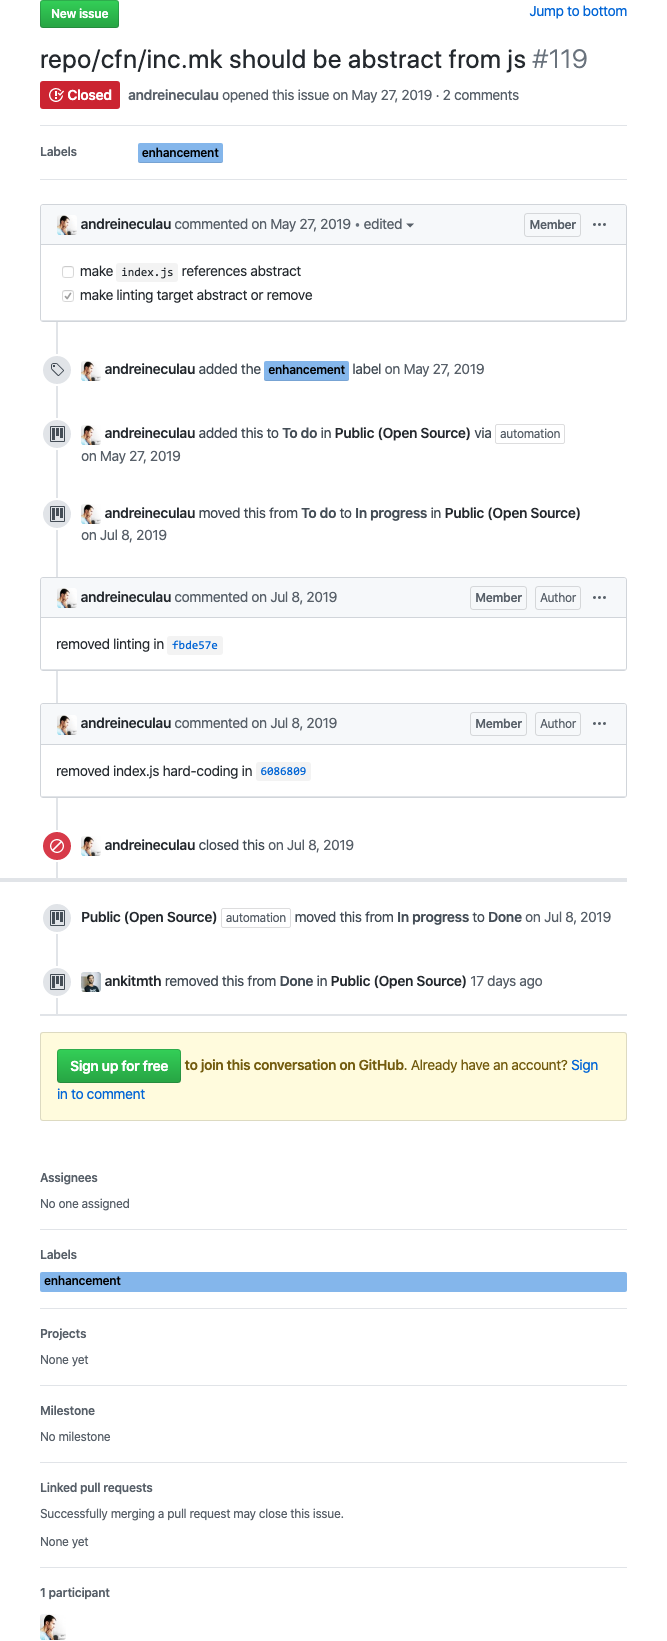 New issue
Jump to bottom
repo/cfn/inc.mk should be abstract from js #119
Closed andreineculau opened this issue on May 27, 2019 · 2 comments
Labels enhancement
andreineculau commented on May 27, 2019 • edited Member
make index.js references abstract
make linting target abstract or remove
andreineculau added the enhancement label on May 27, 2019
andreineculau added this to To do in Public (Open Source) via automation
on May 27, 2019
andreineculau moved this from To do to In progress in Public (Open Source)
on Jul 8, 2019
andreineculau commented on Jul 8, 2019 Member Author
removed linting in fbde57e
andreineculau commented on Jul 8, 2019 Member Author
removed index.js hard-coding in 6086809
andreineculau closed this on Jul 8, 2019
Public (Open Source) automation moved this from In progress to Done on Jul 8, 2019
ankitmth removed this from Done in Public (Open Source) 17 days ago
Sign up for free to join this conversation on GitHub. Already have an account? Sign
in to comment
Assignees
No one assigned
Labels
enhancement
Projects
None yet
Milestone
No milestone
Linked pull requests
Successfully merging a pull request may close this issue.
None yet
1 participant